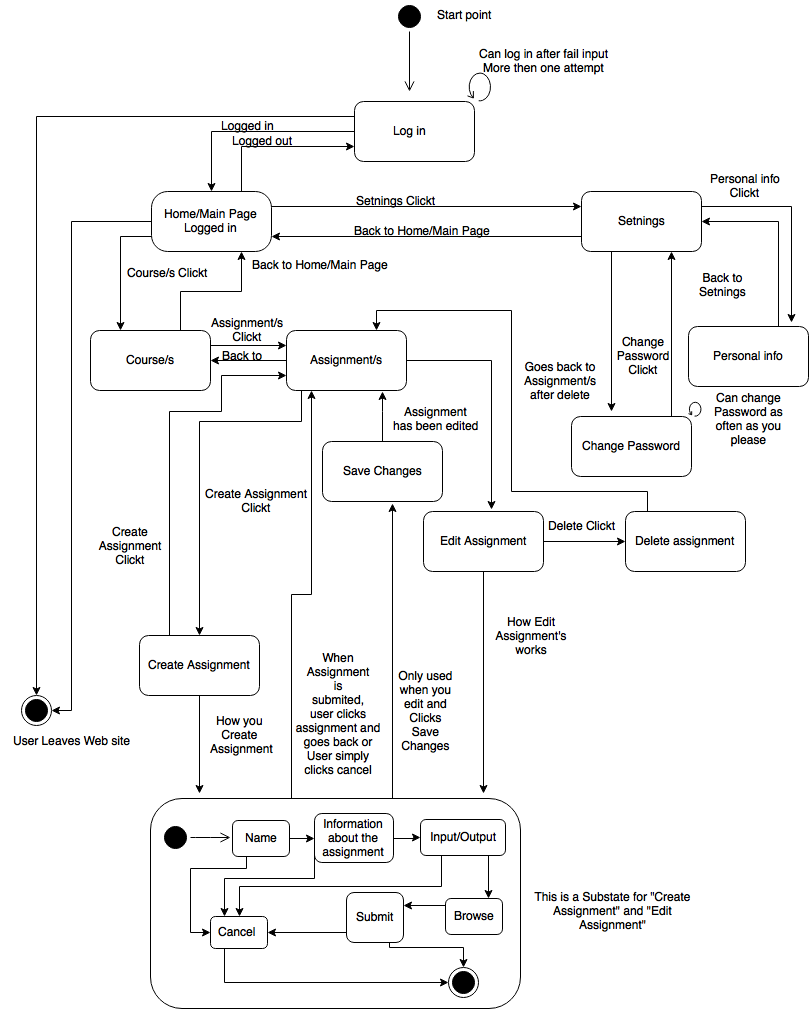 Start point
Can log in after fail input
More then one attempt
Log in
Logged in
Logged out
Personal info
Clickt
Home/Main Page
Logged in
Setnings Clickt
Setnings
Back to Home/Main Page
Course/s Clickt
Back to Home/Main Page
Back to
Setnings
Assignment/s
Clickt
Course/s
Back to
Assignment/s
Goes back to
Assignment/s
after delete
Change
Password
Clickt
Personal info
Can change
Password as
often as you
please
Assignment
has been edited
Change Password
Save Changes
Create Assignment
Clickt
Create
Assignment
Clickt
Edit Assignment
Delete Clickt
Delete assignment
How Edit
Assignment's
works
Create Assignment
When
Assignment
is
submited,
user clicks
assignment and
goes back or
User simply
clicks cancel
Only used
when you
edit and
Clicks
Save
Changes
User Leaves Web site
How you
Create
Assignment
Name
Information
about the
assignment
Input/Output
Cancel
Submit
Browse
This is a Substate for "Create
Assignment" and "Edit
Assignment"